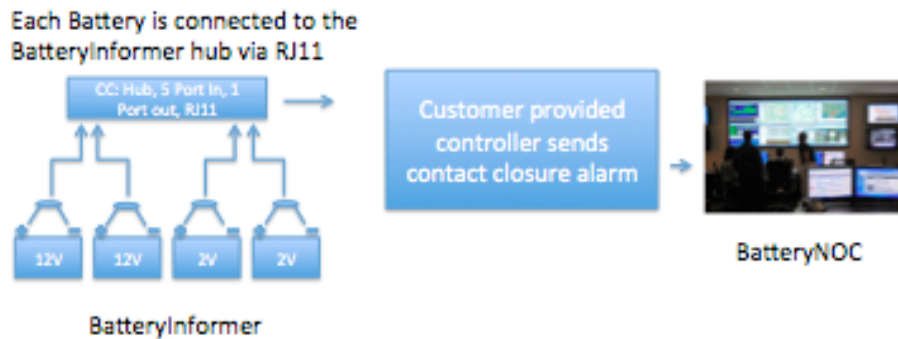 Each Battery is connected to the
BatteryInformer hub via RJ11
CC: Hub, 5 Port In, 1
Port out, RJ11
Customer provided
controller sends
contact closure alarm
12V
12V
2V
2V
BatteryNOC
BatteryInformer